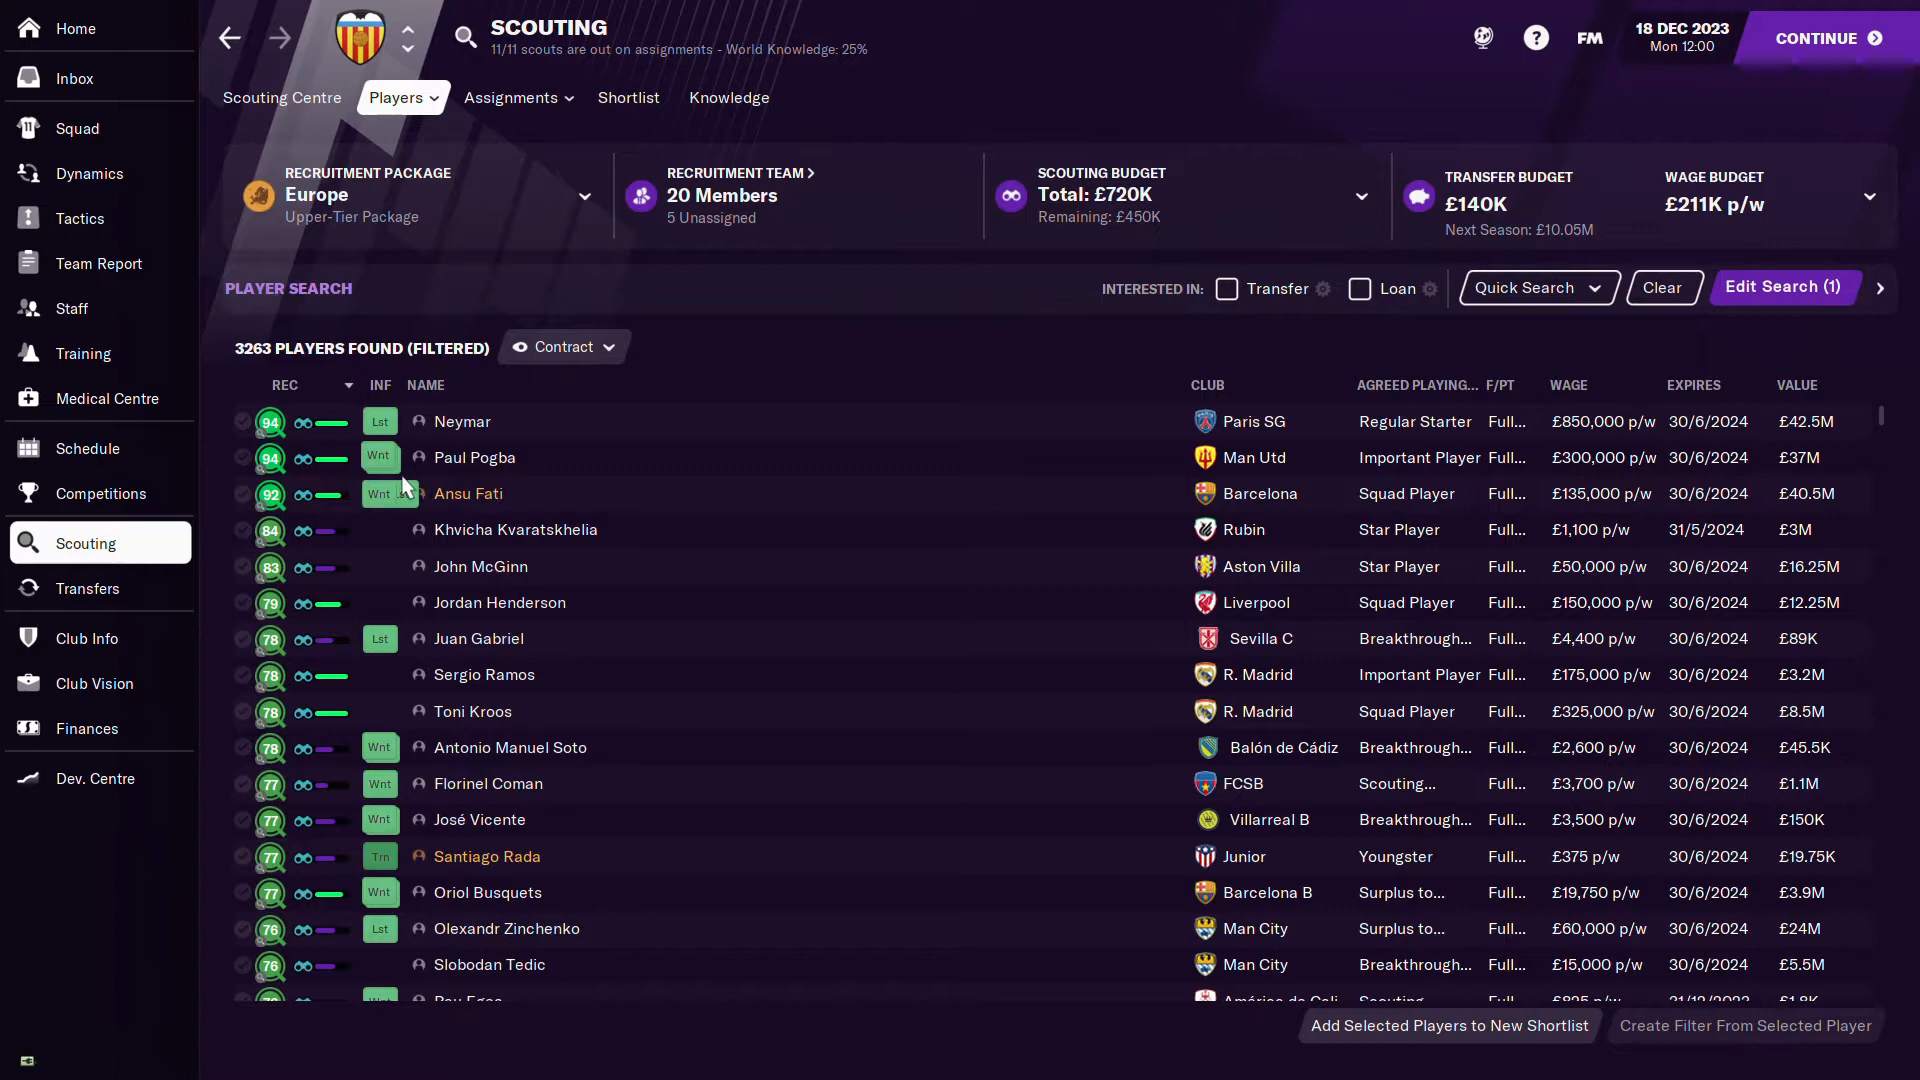 Home
Inbox
Squad
Dynamics
Tactics
Team Report
Staff
Training
Medical Centre
Schedule
Competitions
Scouting
Transfers
Club Info
Club Vision
Finances
Dev. Centre
SCOUTING
11/11 scouts are out on assignments - World Knowledge: 25%
FM
18 DEC 2023
Mon 12:00
CONTINUE
Scouting Centre Players Assignments Shortlist Knowledge
RECRUITMENT PACKAGE
Europe
Upper-Tier Package
RECRUITMENT TEAM
20 Members
5 Unassigned
SCOUTING BUDGET
Total: £720K
Remaining: £450K
TRANSFER BUDGET
£140K
Next Season: £10.05M
WAGE BUDGET
£211K p/w
PLAYER SEARCH INTERESTED IN: Transfer Loan Quick Search Clear Edit Search (1)
3263 PLAYERS FOUND (FILTERED) Contract
REC INF NAME CLUB AGREED PLAYING... F/PT WAGE EXPIRES VALUE
94 Lst Neymar Paris SG Regular Starter Full... £850,000 p/w 30/6/2024 £42.5M
94 Wnt Paul Pogba Man Utd Important Player Full... £300,000 p/w 30/6/2024 £37M
92 Wnt Ansu Fati Barcelona Squad Player Full... £135,000 p/w 30/6/2024 £40.5M
84 Khvicha Kvaratskhelia Rubin Star Player Full... £1,100 p/w 31/5/2024 £3M
83 John McGinn Aston Villa Star Player Full... £50,000 p/w 30/6/2024 £16.25M
79 Jordan Henderson Liverpool Squad Player Full... £150,000 p/w 30/6/2024 £12.25M
78 Lst Juan Gabriel Sevilla C Breakthrough... Full... £4,400 p/w 30/6/2024 £89K
78 Sergio Ramos R. Madrid Important Player Full... £175,000 p/w 30/6/2024 £3.2M
78 Toni Kroos R. Madrid Squad Player Full... £325,000 p/w 30/6/2024 £8.5M
78 Wnt Antonio Manuel Soto Balón de Cádiz Breakthrough... Full... £2,600 p/w 30/6/2024 £45.5K
77 Wnt Florinel Coman FCSB Scouting... Full... £3,700 p/w 30/6/2024 £1.1M
77 Wnt José Vicente Villarreal B Breakthrough... Full... £3,500 p/w 30/6/2024 £150K
77 Trn Santiago Rada Junior Youngster Full... £375 p/w 30/6/2024 £19.75K
77 Wnt Oriol Busquets Barcelona B Surplus to... Full... £19,750 p/w 30/6/2024 £3.9M
76 Lst Olexandr Zinchenko Man City Surplus to... Full... £60,000 p/w 30/6/2024 £24M
76 Slobodan Tedic Man City Breakthrough... Full... £15,000 p/w 30/6/2024 £5.5M
Add Selected Players to New Shortlist Create Filter From Selected Player